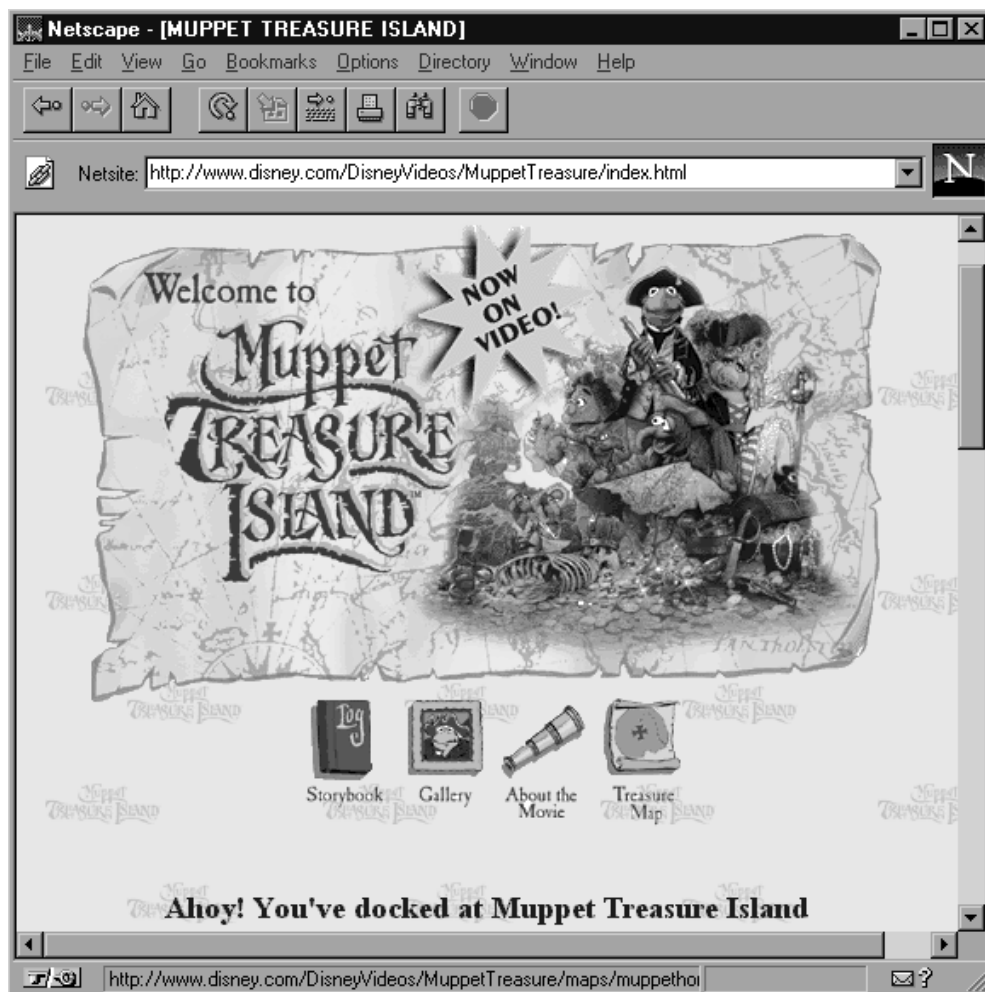 Netscape - [MUPPET TREASURE ISLAND]
File Edit View Go Bookmarks Options Directory Window Help
Netsite: http://www.disney.com/DisneyVideos/MuppetTreasure/index.html
N
Welcome to
Muppet
TREASURE
ISLAND™
NOW
ON
VIDEO!
Log
Storybook Gallery About the Movie Treasure Map
Ahoy! You've docked at Muppet Treasure Island
http://www.disney.com/DisneyVideos/MuppetTreasure/maps/muppethoi